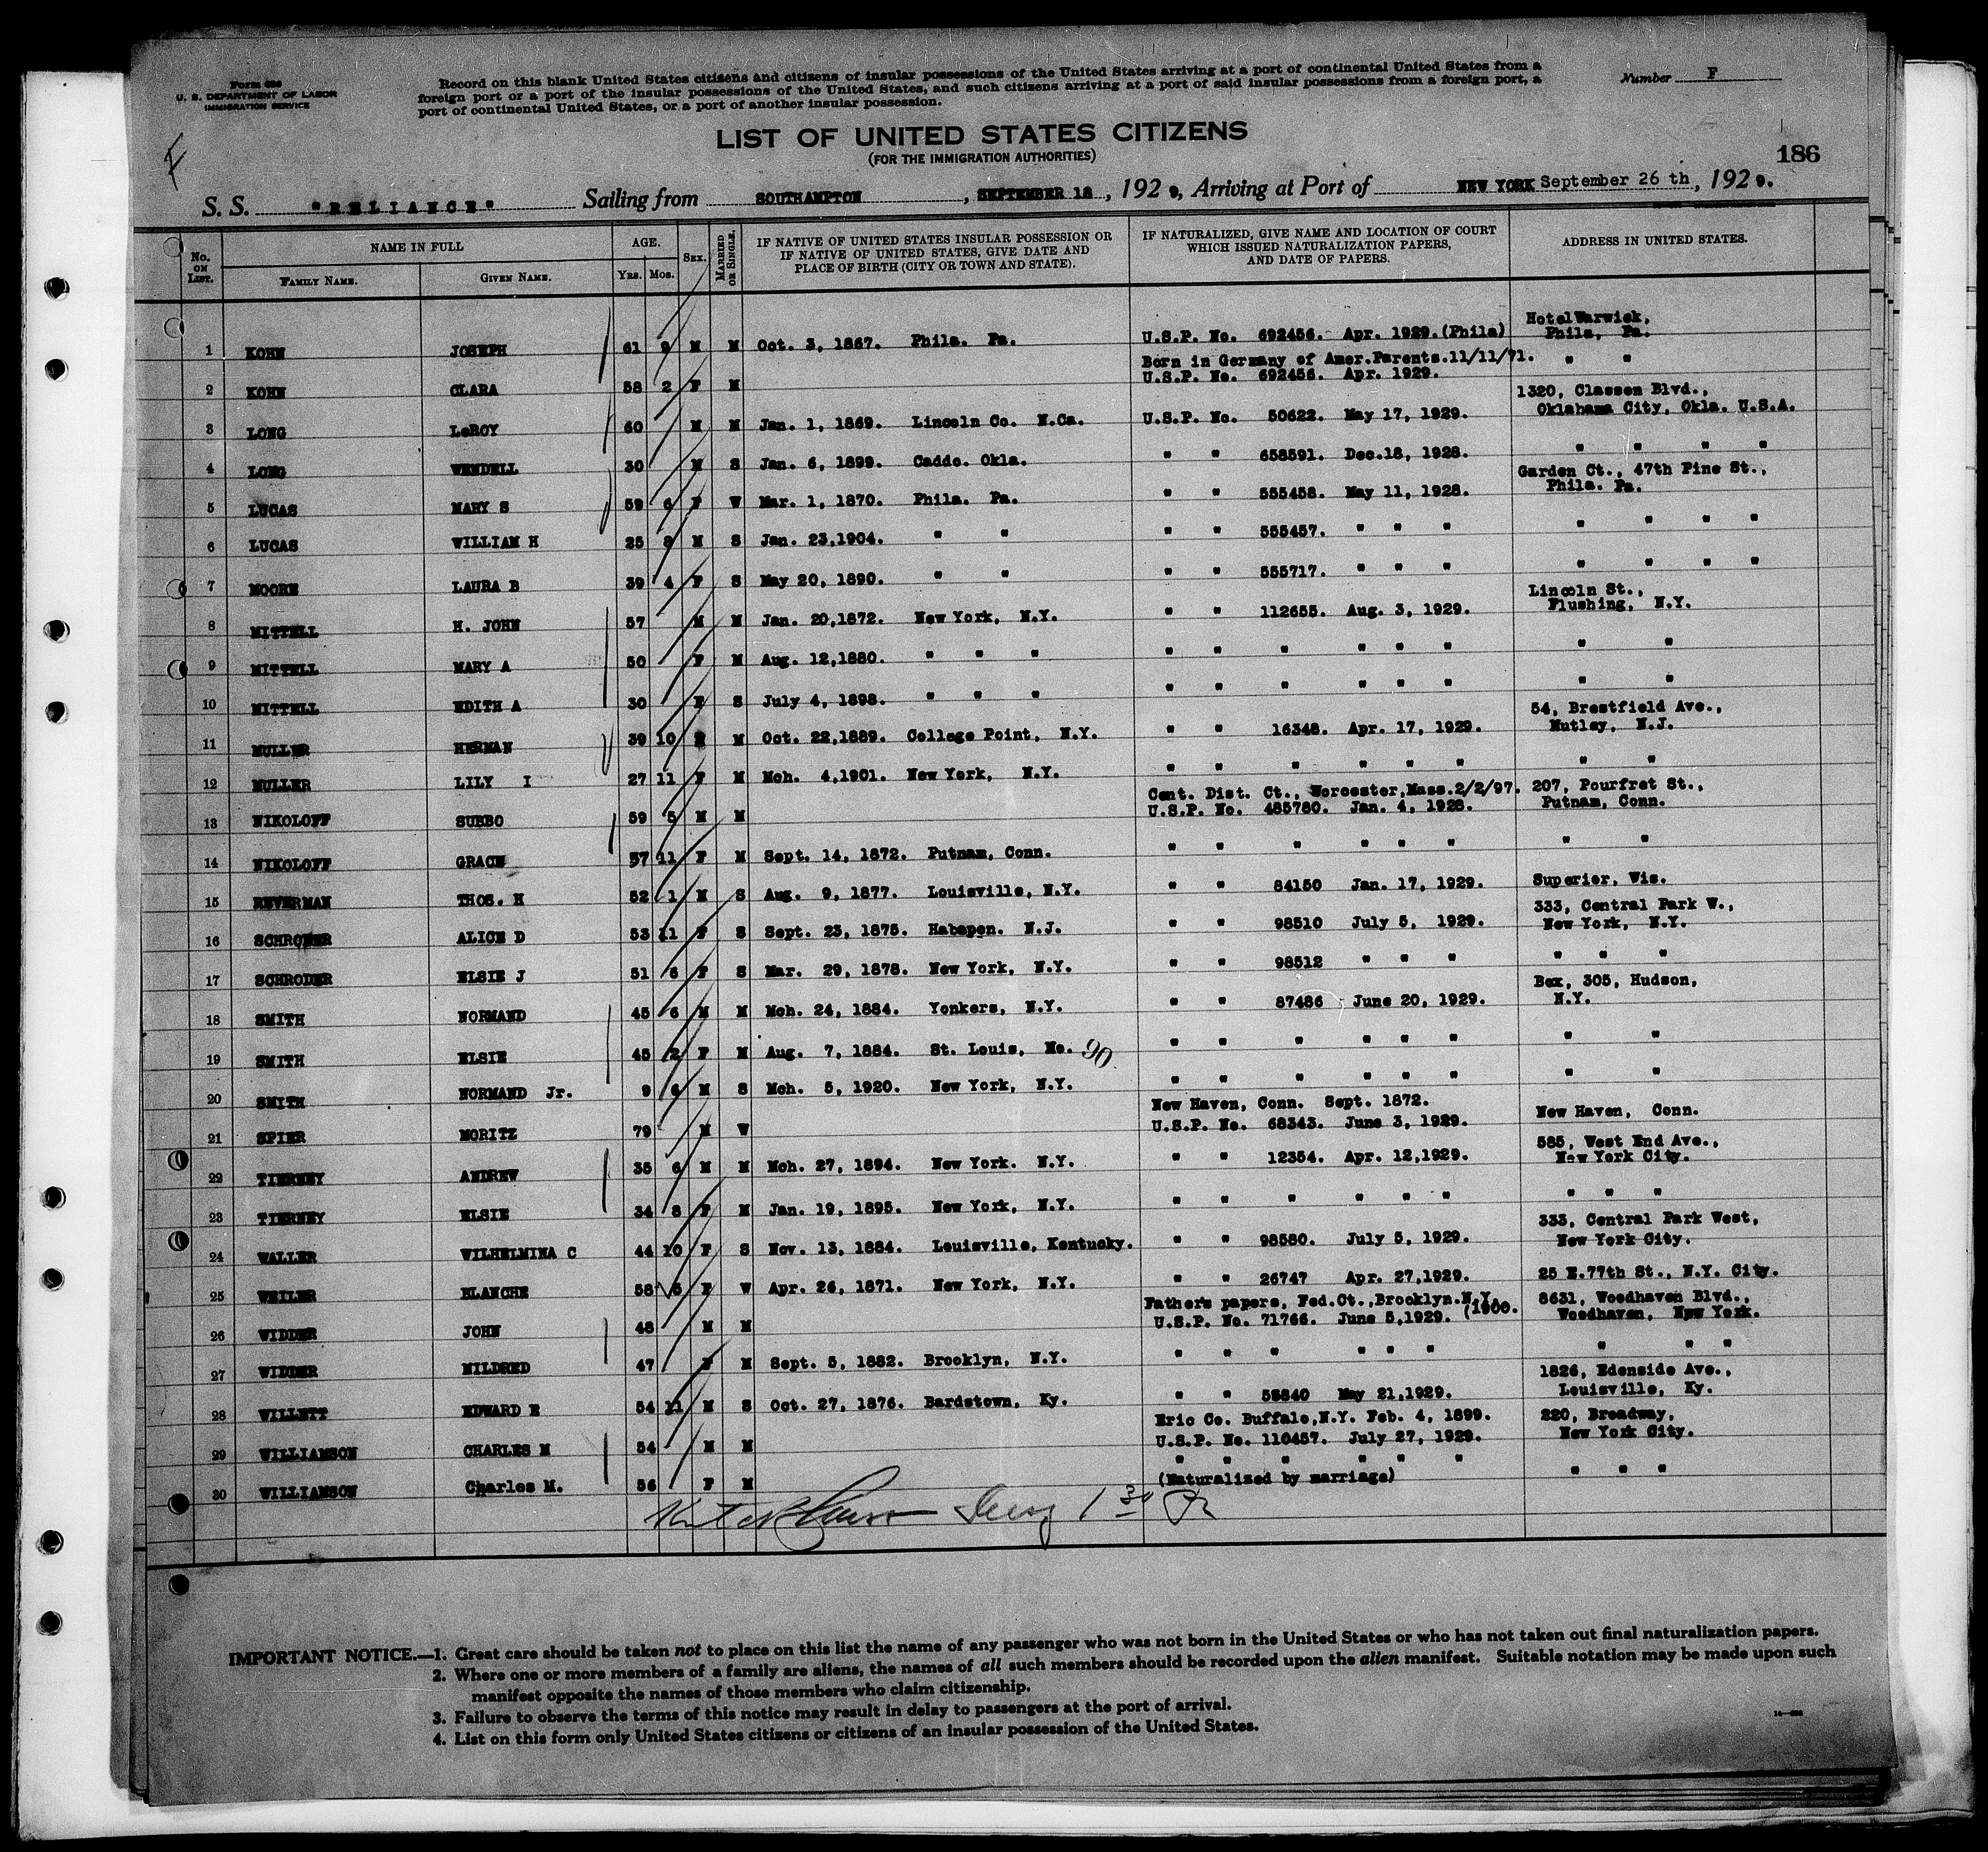 Form 630
U. S. DEPARTMENT OF LABOR
IMMIGRATION SERVICE
Record on this blank United States citizens and citizens of insular possessions of the United States arriving at a port of continental United States from a
foreign port or a port of the insular possessions of the United States, and such citizens arriving at a port of said insular possessions from a foreign port, a
port of continental United States, or a port of another insular possession.
Number F
F
LIST OF UNITED STATES CITIZENS
(FOR THE IMMIGRATION AUTHORITIES)
186
S. S. "RELIANCE" Sailing from SOUTHAMPTON, SEPTEMBER 18, 1929, Arriving at Port of NEW YORK September 26 th, 1929.
No. ON LIST. NAME IN FULL FAMILY NAME. GIVEN NAME. AGE. YRS. MOS. SEX. MARRIED OR SINGLE. IF NATIVE OF UNITED STATES INSULAR POSSESSION OR IF NATIVE OF UNITED STATES, GIVE DATE AND PLACE OF BIRTH (CITY OR TOWN AND STATE). IF NATURALIZED, GIVE NAME AND LOCATION OF COURT WHICH ISSUED NATURALIZATION PAPERS, AND DATE OF PAPERS. ADDRESS IN UNITED STATES.
1 KOHN JOSEPH 61 9 M M Oct. 3, 1867. Phila. Pa. U.S.P. No. 692456. Apr. 1929.(Phila) Hotel Warwick, Phila, Pa.
2 KOHN CLARA 58 2 F M Born in Germany of Amer.Parents.11/11/71. U.S.P. No. 692456. Apr. 1929. " "
3 LONG LeROY 60 M M Jan. 1, 1869. Lincoln Co. N.Ca. U.S.P. No. 50622. May 17, 1929. 1320, Classen Blvd., Oklahama City, Okla. U.S.A.
4 LONG WENDELL 30 M S Jan. 6, 1899. Caddo. Okla. " " 658591. Dec.18, 1928. " " " "
5 LUCAS MARY S 59 6 F W Mar. 1, 1870. Phila. Pa. " " 555458. May 11, 1928. Garden Ct., 47th Pine St., Phila. Pa.
6 LUCAS WILLIAM H 25 8 M S Jan. 23,1904. " " " " 555457. " " " " " " "
7 MOORE LAURA B 39 4 F S May 20, 1890. " " " " 555717. " " " " " " "
8 MITTELL H. JOHN 57 M M Jan. 20,1872. New York, N.Y. " " 112655. Aug. 3, 1929. Lincoln St., Flushing, N.Y.
9 MITTELL MARY A 50 F M Aug. 12,1880. " " " " " " " " " " "
10 MITTELL EDITH A 30 F S July 4, 1898. " " " " " " " " " " "
11 MULLER HERMAN 39 10 M M Oct. 22,1889. College Point, N.Y. " " 16348. Apr. 17, 1929. 54, Brestfield Ave., Nutley, N.J.
12 MULLER LILY I 27 11 F M Mch. 4,1901. New York, N.Y. " " " " " " " "
13 NIKOLOFF SURBO 59 5 M M Cent. Dist. Ct., Worcester,Mass.2/2/97. U.S.P. No. 485780. Jan. 4, 1928. 207, Pourfret St., Putnam, Conn.
14 NIKOLOFF GRACE 57 11 F M Sept. 14, 1872. Putnam, Conn. " " " " " " " "
15 REVERMAN THOS. H 52 1 M S Aug. 9, 1877. Louisville, N.Y. " " 84150 Jan. 17, 1929. Superior, Wis.
16 SCHRODER ALICE D 53 11 F S Sept. 23, 1875. Habspen. N.J. " " 98510 July 5, 1929. 333, Central Park W., New York, N.Y.
17 SCHRODER ELSIE J 51 6 F S Mar. 29, 1878. New York, N.Y. " " 98512 " " " " " "
18 SMITH NORMAND 45 6 M M Mch. 24, 1884. Yonkers, N.Y. " " 87486 June 20, 1929. Box, 305, Hudson, N.Y.
19 SMITH ELSIE 45 2 F M Aug. 7, 1884. St. Louis, Mo. 90 " " " " " " " "
20 SMITH NORMAND Jr. 9 6 M S Mch. 5, 1920. New York, N.Y. " " " " " " " "
21 SPIER MORITZ 79 M W New Haven, Conn. Sept. 1872. U.S.P. No. 68343. June 3, 1929. New Haven, Conn.
22 TIERNEY ANDREW 35 6 M M Mch. 27, 1894. New York. N.Y. " " 12354. Apr. 12,1929. 585, West End Ave., New York City.
23 TIERNEY ELSIE 34 8 F M Jan. 19, 1895. New York, N.Y. " " " " " " " " "
24 WALLER WILHELMINA C 44 10 F S Nov. 13, 1884. Louisville, Kentucky. " " 98580. July 5, 1929. 333, Central Park West, New York City.
25 WEILER BLANCHE 58 5 F W Apr. 26, 1871. New York, N.Y. " " 26747 Apr. 27,1929. 25 E.77th St., N.Y. City.
26 WIDDER JOHN 48 M M Father's papers, Fed.Ct.,Brooklyn.N.Y. (1900. U.S.P. No. 71766. June 5,1929. 8631, Woodhaven Blvd., Woodhaven, New York.
27 WIDDER MILDRED 47 F M Sept. 5, 1882. Brooklyn, N.Y. " " " " " " " " "
28 WILLETT EDWARD E 54 11 M S Oct. 27, 1876. Bardstown, Ky. " " 55840 May 21,1929. 1826, Edenside Ave., Louisville, Ky.
29 WILLIAMSON CHARLES M 54 M M Eric Co. Buffalo,N.Y. Feb. 4, 1899. U.S.P. No. 110457. July 27, 1929. 220, Broadway, New York City.
30 WILLIAMSON Charles M. 56 F M " " " " " " (Naturalized by marriage) " " "
IMPORTANT NOTICE.—1. Great care should be taken not to place on this list the name of any passenger who was not born in the United States or who has not taken out final naturalization papers.
2. Where one or more members of a family are aliens, the names of all such members should be recorded upon the alien manifest. Suitable notation may be made upon such
manifest opposite the names of those members who claim citizenship.
3. Failure to observe the terms of this notice may result in delay to passengers at the port of arrival.
4. List on this form only United States citizens or citizens of an insular possession of the United States.